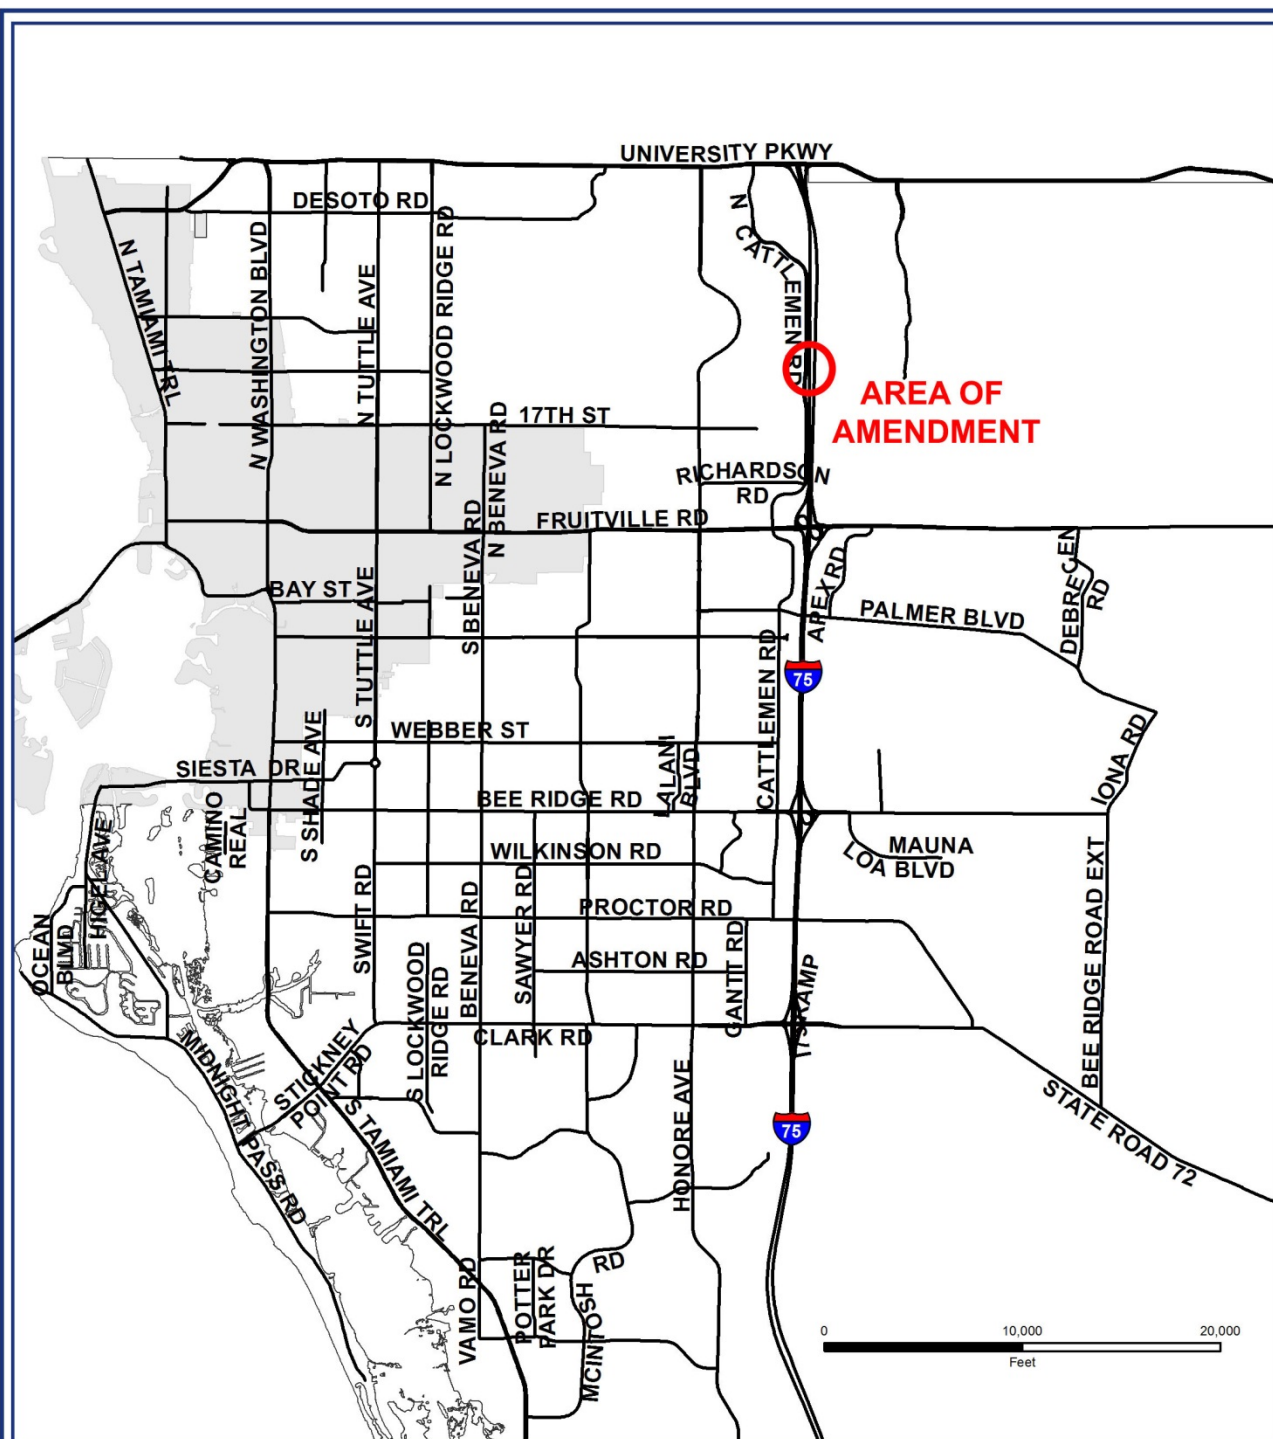 UNIVERSITY PKWY
DESOTO RD
N TAMIAMI TRL
N WASHINGTON BLVD
N TUTTLE AVE
N LOCKWOOD RIDGE RD
N CATTLEMEN RD
AREA OF
AMENDMENT
17TH ST
N BENEVA RD
S BENEVA RD
RICHARDSON
RD
FRUITVILLE RD
BAY ST
S TUTTLE AVE
APEX RD
PALMER BLVD
DEBRECEN
RD
75
CATTLEMEN RD
IONA RD
WEBBER ST
SIESTA DR
S SHADE AVE
LALANI
BLVD
BEE RIDGE RD
CAMINO
REAL
HIGEL AVE
WILKINSON RD
MAUNA
LOA BLVD
OCEAN
BLMD
SWIFT RD
BENEVA RD
SAWYER RD
PROCTOR RD
ASHTON RD
GANTT RD
BEE RIDGE ROAD EXT
S LOCKWOOD
RIDGE RD
CLARK RD
I75 RAMP
STICKNEY
POINT RD
MIDNIGHT PASS RD
S TAMIAMI TRL
HONORE AVE
75
STATE ROAD 72
VAMO RD
POTTER
PARK DR
MCINTOSH
RD
0 10,000 20,000
Feet